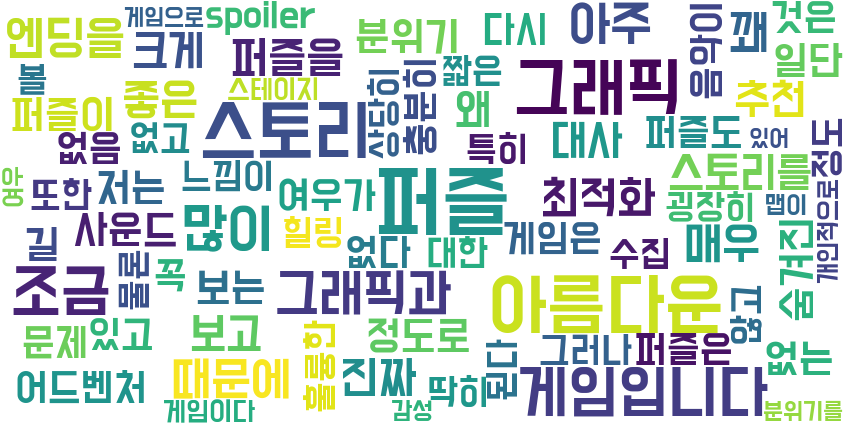 게임으로 spoiler 엔딩을 크게 퍼즐을 분위기 다시 아주 음악이 꽤 것은 일단
볼 퍼즐이 좋은 스테이지 상당히 충분히 짧은 왜 그래픽 추천
없음 없고 스토리 특히 대사 퍼즐도 있어 정도
아웅 또한 저는 느낌이 여우가 퍼즐 최적화 스토리를 굉장히 맵이 개인적으로
길 사운드 많이 힐링 없다 대한 게임은 수집 매우 숨겨진
조금 물론 꼭 보는 그래픽과 아름다운 않고
문제 있고 보고 훌륭한 정도로 된다 그러나 퍼즐은 없는
어드벤처 때문에 진짜 딱히 게임입니다
게임이다 감성 분위기를